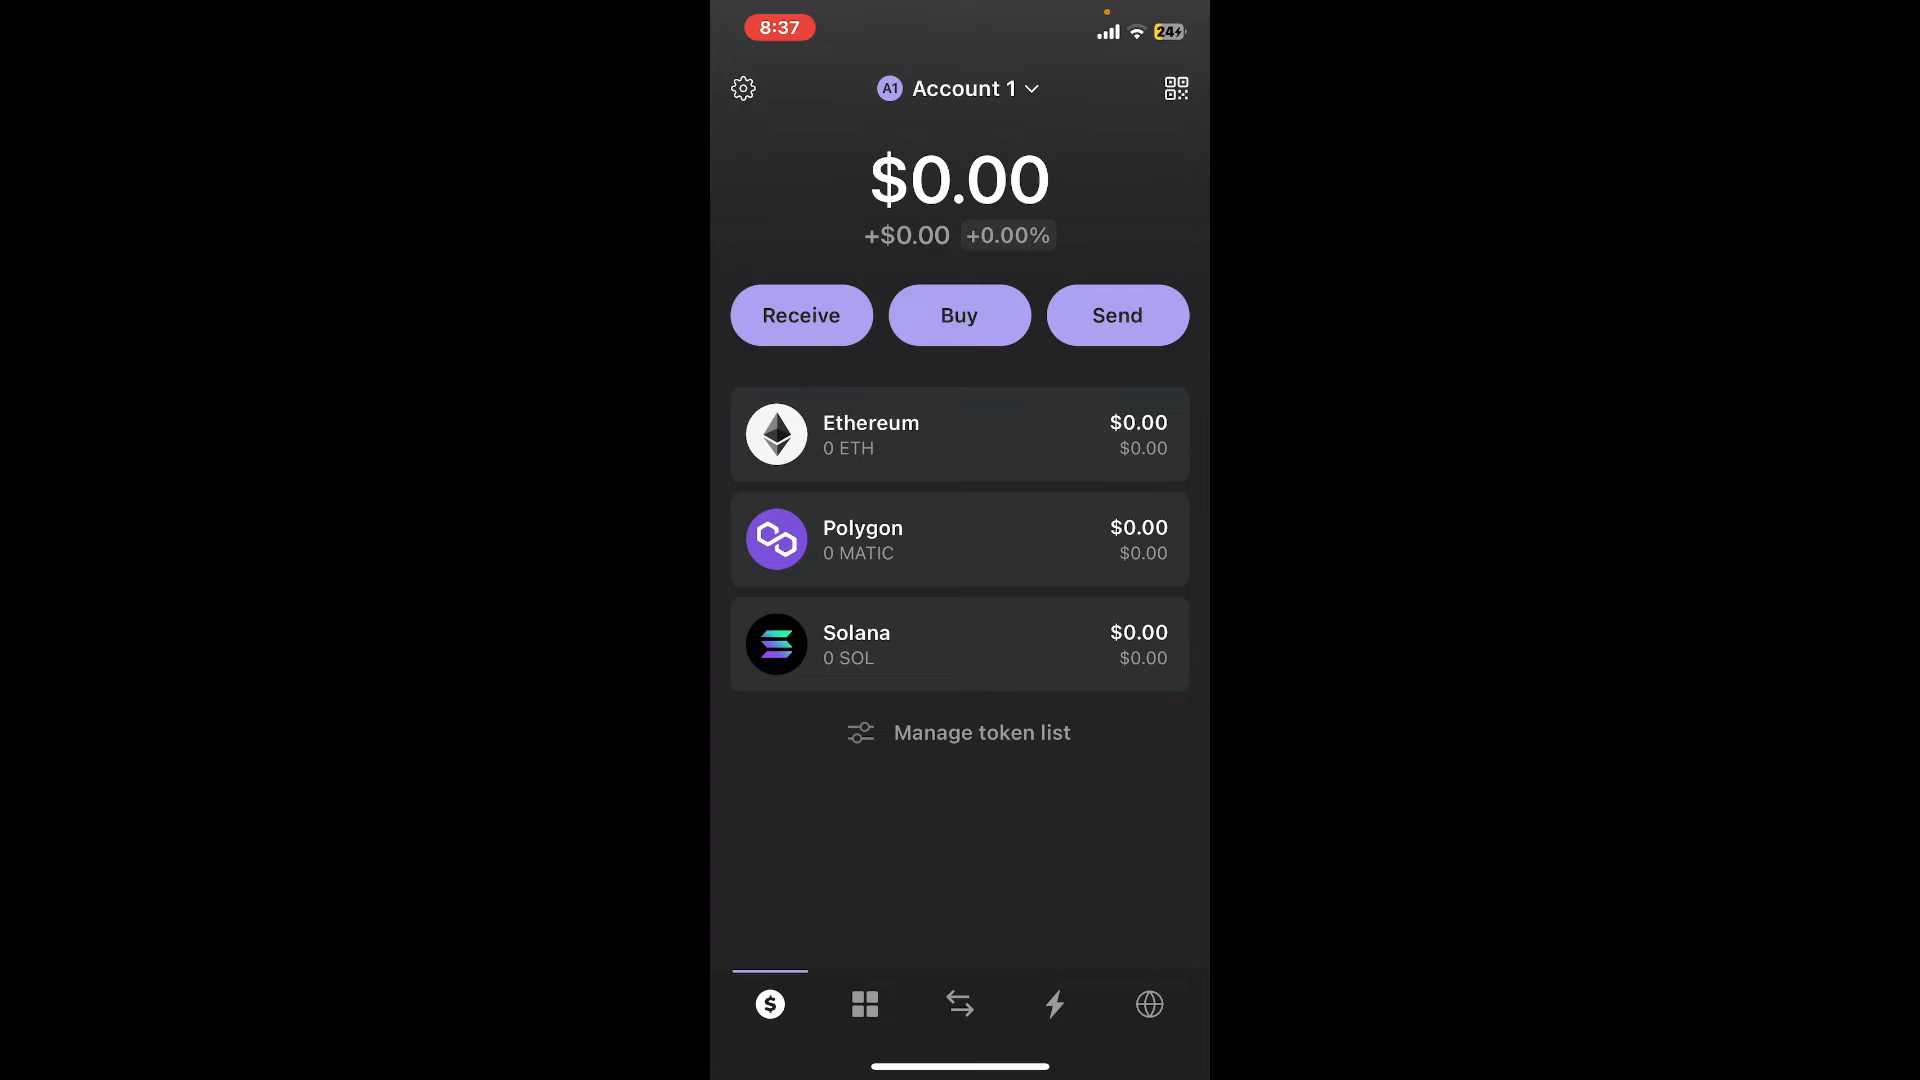 8:37
24
A1 Account 1
$0.00
+$0.00 +0.00%
Receive Buy Send
Ethereum $0.00
0 ETH $0.00
Polygon $0.00
0 MATIC $0.00
Solana $0.00
0 SOL $0.00
Manage token list
$